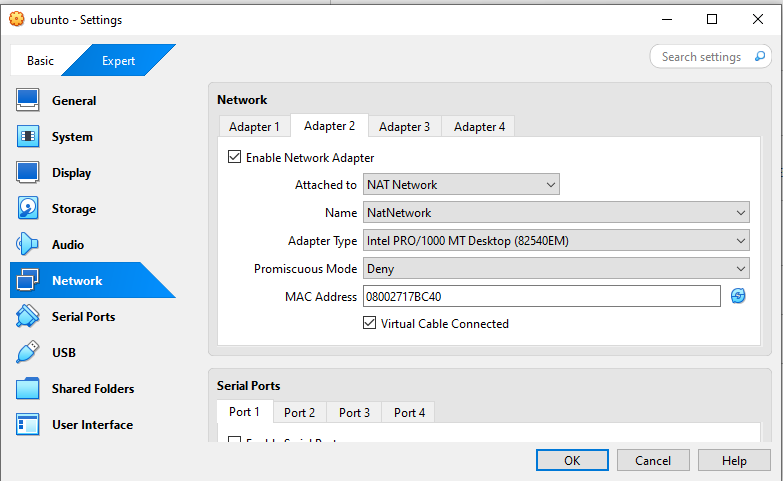 ubunto - Settings
Basic Expert Search settings
General
System
Display
Storage
Audio
Network
Serial Ports
USB
Shared Folders
User Interface
Network
Adapter 1 Adapter 2 Adapter 3 Adapter 4
Enable Network Adapter
Attached to NAT Network
Name NatNetwork
Adapter Type Intel PRO/1000 MT Desktop (82540EM)
Promiscuous Mode Deny
MAC Address 08002717BC40
Virtual Cable Connected
Serial Ports
Port 1 Port 2 Port 3 Port 4
OK Cancel Help